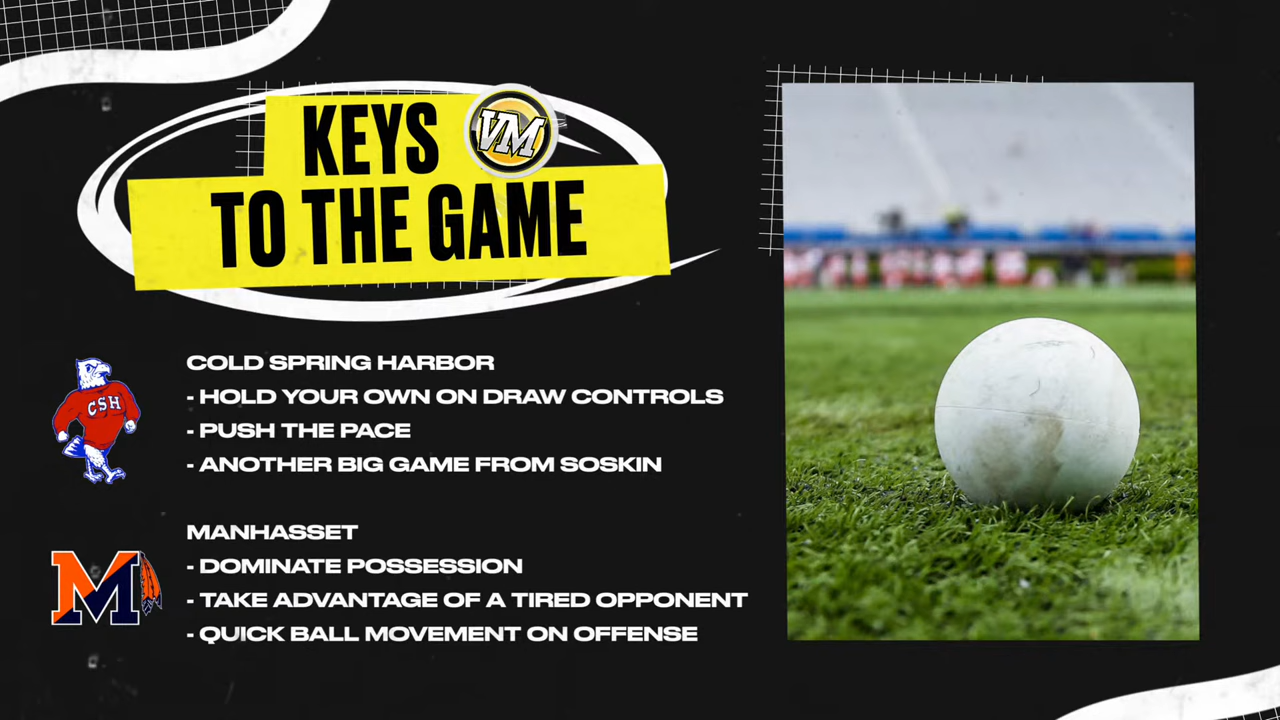 KEYS
VM
TO THE GAME
COLD SPRING HARBOR
- HOLD YOUR OWN ON DRAW CONTROLS
- PUSH THE PACE
- ANOTHER BIG GAME FROM SOSKIN
CSH
MANHASSET
- DOMINATE POSSESSION
- TAKE ADVANTAGE OF A TIRED OPPONENT
- QUICK BALL MOVEMENT ON OFFENSE
M